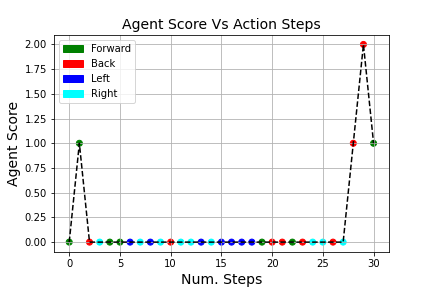 Agent Score Vs Action Steps
Forward
Back
Left
Right
Agent Score
2.00
1.75
1.50
1.25
1.00
0.75
0.50
0.25
0.00
0 5 10 15 20 25 30
Num. Steps